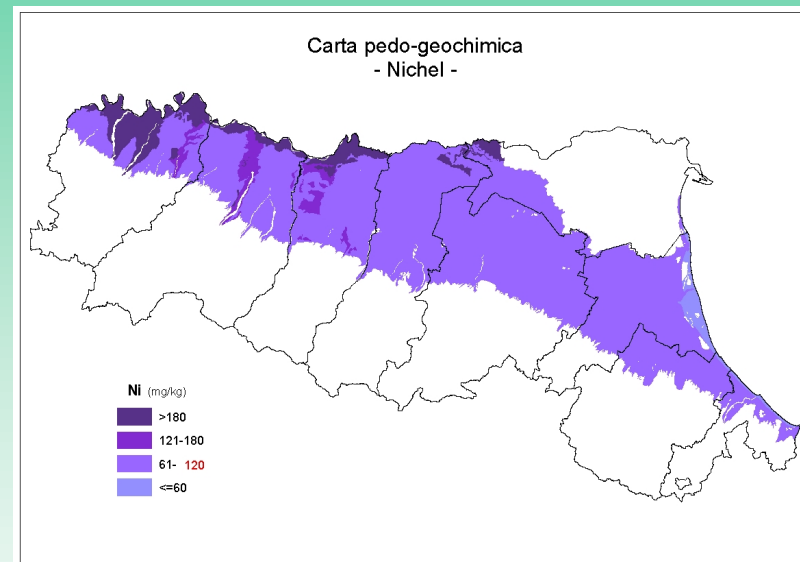 Carta pedo-geochimica
- Nichel -
Ni (mg/kg)
>180
121-180
61- 120
<=60